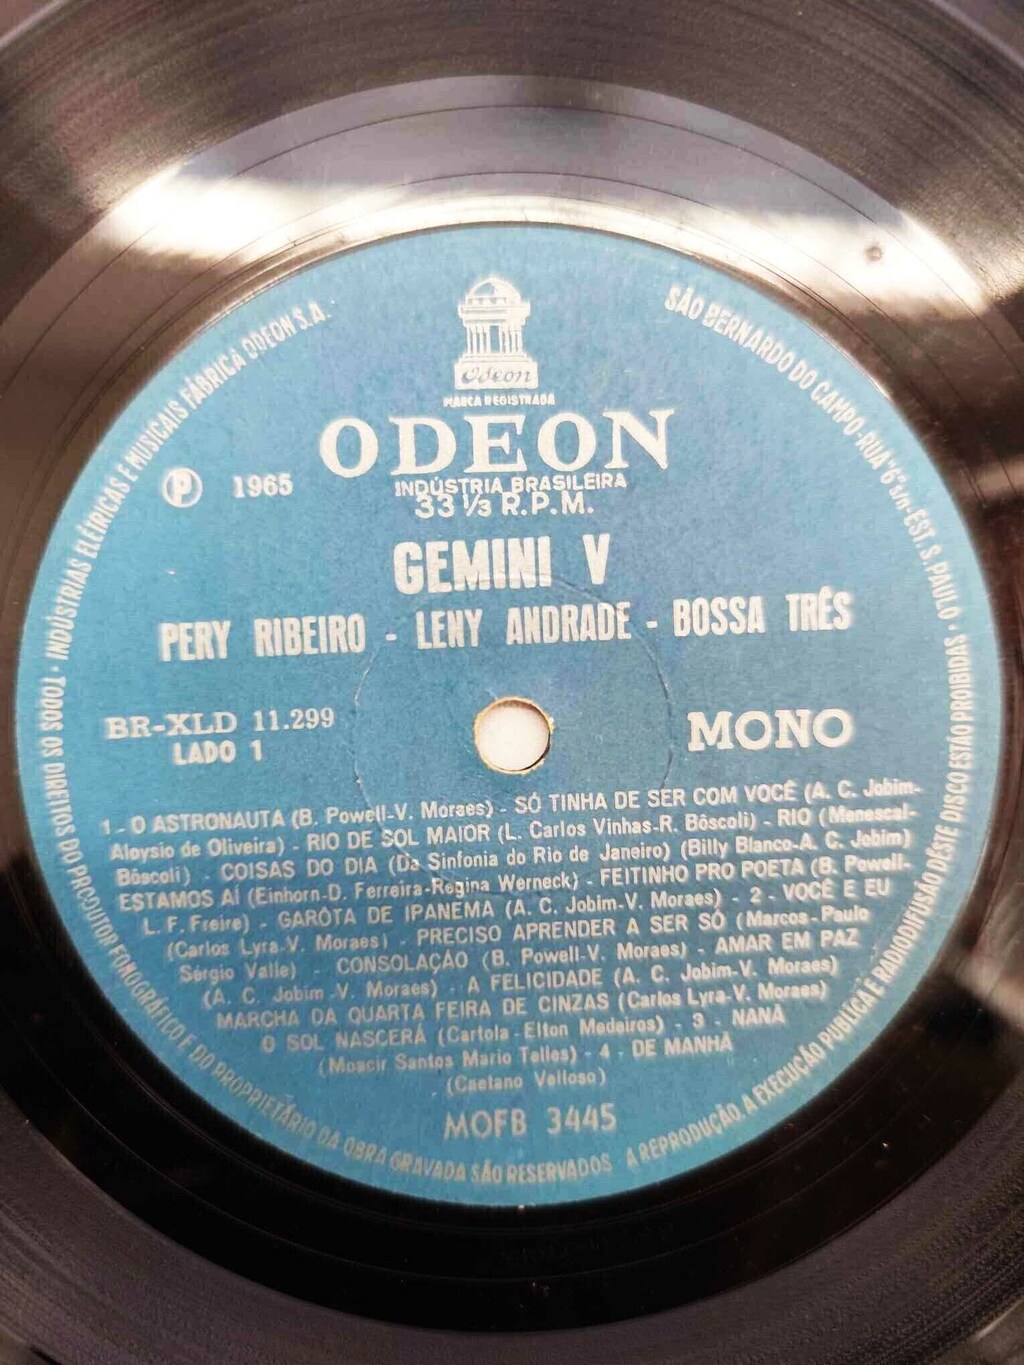 Odeon
MARCA REGISTRADA
ODEON
INDÚSTRIA BRASILEIRA
33 1/3 R.P.M.
℗ 1965
GEMINI V
PERY RIBEIRO - LENY ANDRADE - BOSSA TRÊS
BR-XLD 11.299
LADO 1
MONO
1 - O ASTRONAUTA (B. Powell-V. Moraes) - SÓ TINHA DE SER COM VOCÊ (A. C. Jobim-
Aloysio de Oliveira) - RIO DE SOL MAIOR (L. Carlos Vinhas-R. Bôscoli) - RIO (Menescal-
Bôscoli) - COISAS DO DIA (Da Sinfonia do Rio de Janeiro) (Billy Blanco-A. C. Jobim)
ESTAMOS AÍ (Einhorn-D. Ferreira-Regina Werneck) - FEITINHO PRO POETA (B. Powell-
L. F. Freire) - GARÔTA DE IPANEMA (A. C. Jobim-V. Moraes) - 2 - VOCÊ E EU
(Carlos Lyra-V. Moraes) - PRECISO APRENDER A SER SÓ (Marcos-Paulo
Sérgio Valle) - CONSOLAÇÃO (B. Powell-V. Moraes) - AMAR EM PAZ
(A. C. Jobim-V. Moraes) - A FELICIDADE (A. C. Jobim-V. Moraes)
MARCHA DA QUARTA FEIRA DE CINZAS (Carlos Lyra-V. Moraes)
O SOL NASCERÁ (Cartola-Elton Medeiros) - 3 - NANÃ
(Moacir Santos Mario Telles) - 4 - DE MANHÃ
(Caetano Velloso)
MOFB 3445
TODOS OS DIREITOS DO PRODUTOR FONOGRÁFICO E DO PROPRIETÁRIO DA OBRA GRAVADA SÃO RESERVADOS A REPRODUÇÃO, A EXECUÇÃO PUBLICA E RADIODIFUSÃO DÊSTE DISCO ESTÃO PROIBIDAS ·
INDÚSTRIAS ELÉTRICAS E MUSICAIS FÁBRICA ODEON S.A.
SÃO BERNARDO DO CAMPO-RUA "6" s/n-EST. S. PAULO